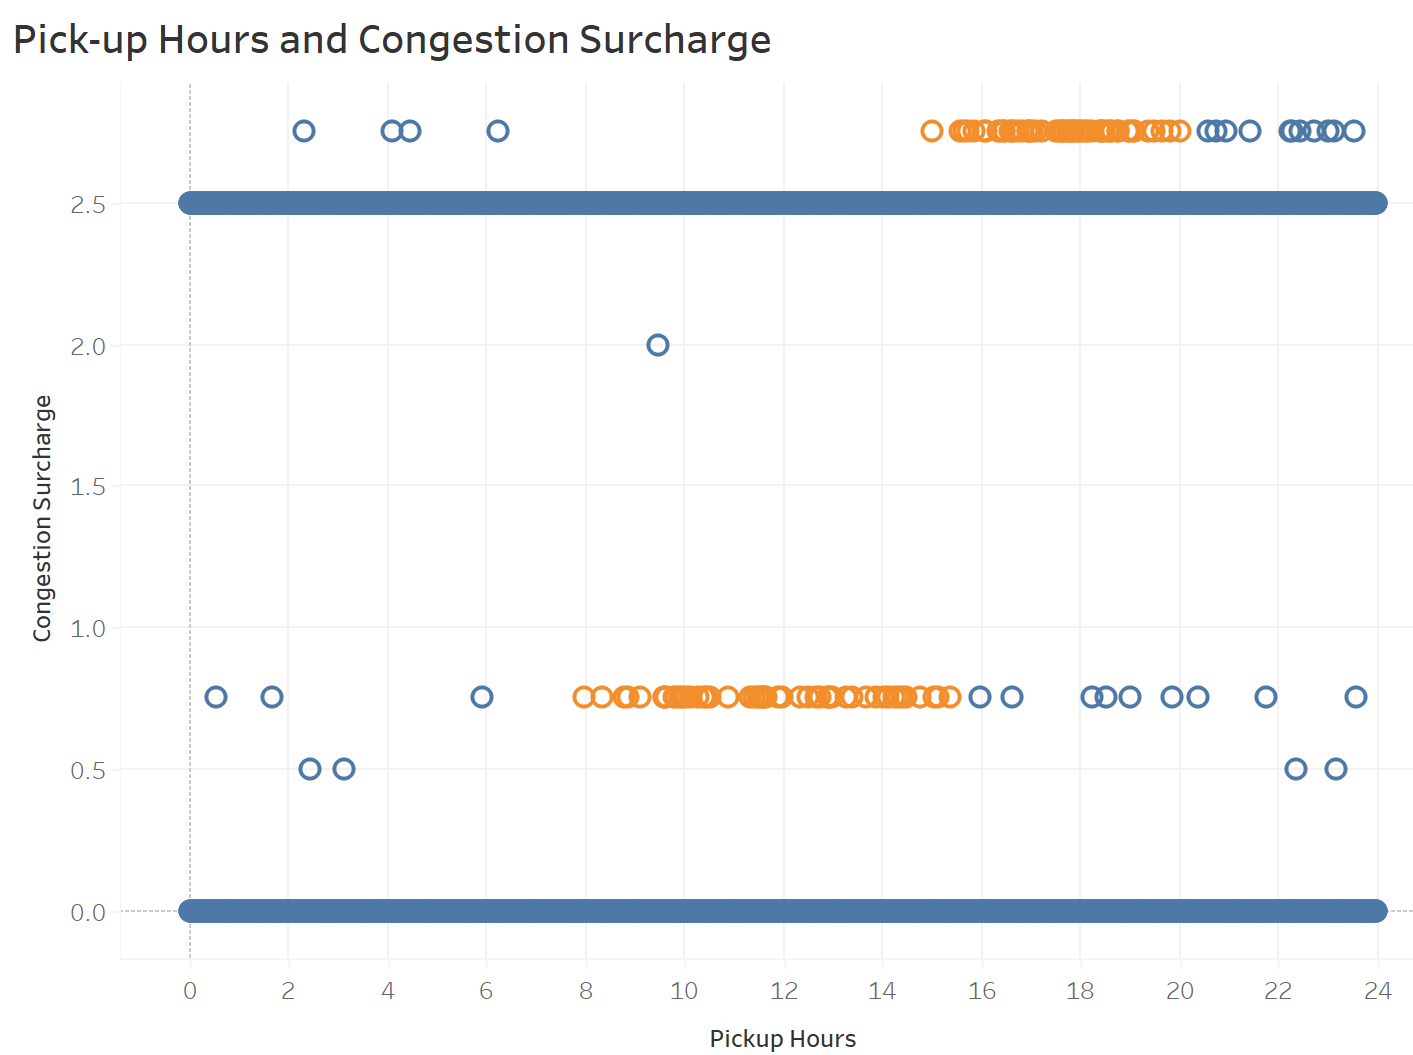 Pick-up Hours and Congestion Surcharge
2.5
2.0
1.5
1.0
0.5
0.0
Congestion Surcharge
0 2 4 6 8 10 12 14 16 18 20 22 24
Pickup Hours